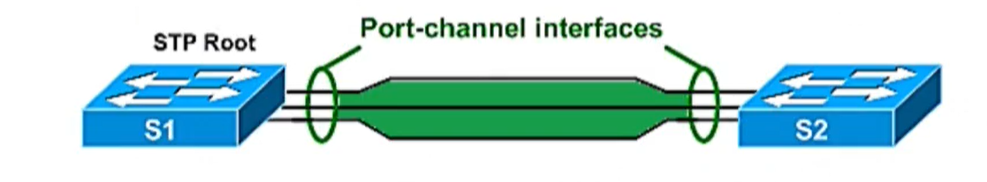 Port-channel interfaces
STP Root
S1
S2